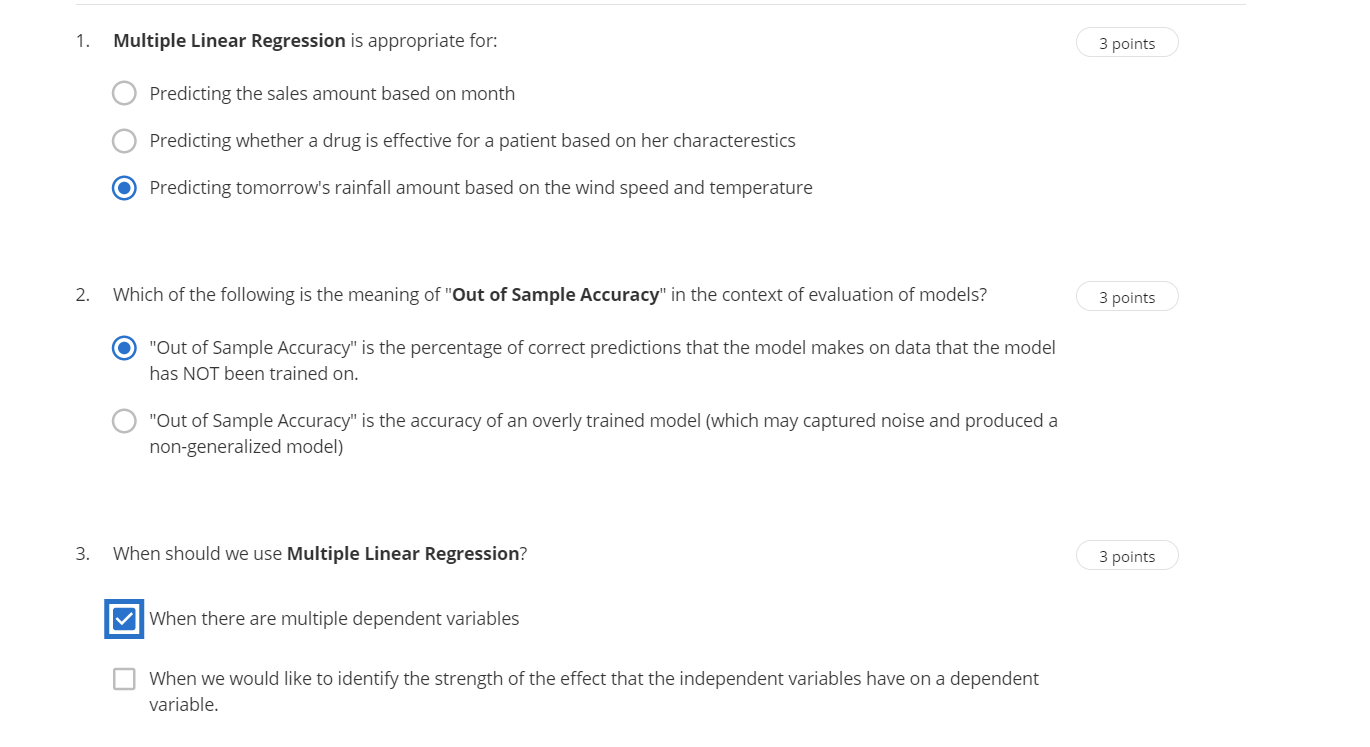 1. Multiple Linear Regression is appropriate for:
3 points
Predicting the sales amount based on month
Predicting whether a drug is effective for a patient based on her characterestics
Predicting tomorrow's rainfall amount based on the wind speed and temperature
2. Which of the following is the meaning of "Out of Sample Accuracy" in the context of evaluation of models?
3 points
"Out of Sample Accuracy" is the percentage of correct predictions that the model makes on data that the model
has NOT been trained on.
"Out of Sample Accuracy" is the accuracy of an overly trained model (which may captured noise and produced a
non-generalized model)
3. When should we use Multiple Linear Regression?
3 points
When there are multiple dependent variables
When we would like to identify the strength of the effect that the independent variables have on a dependent
variable.